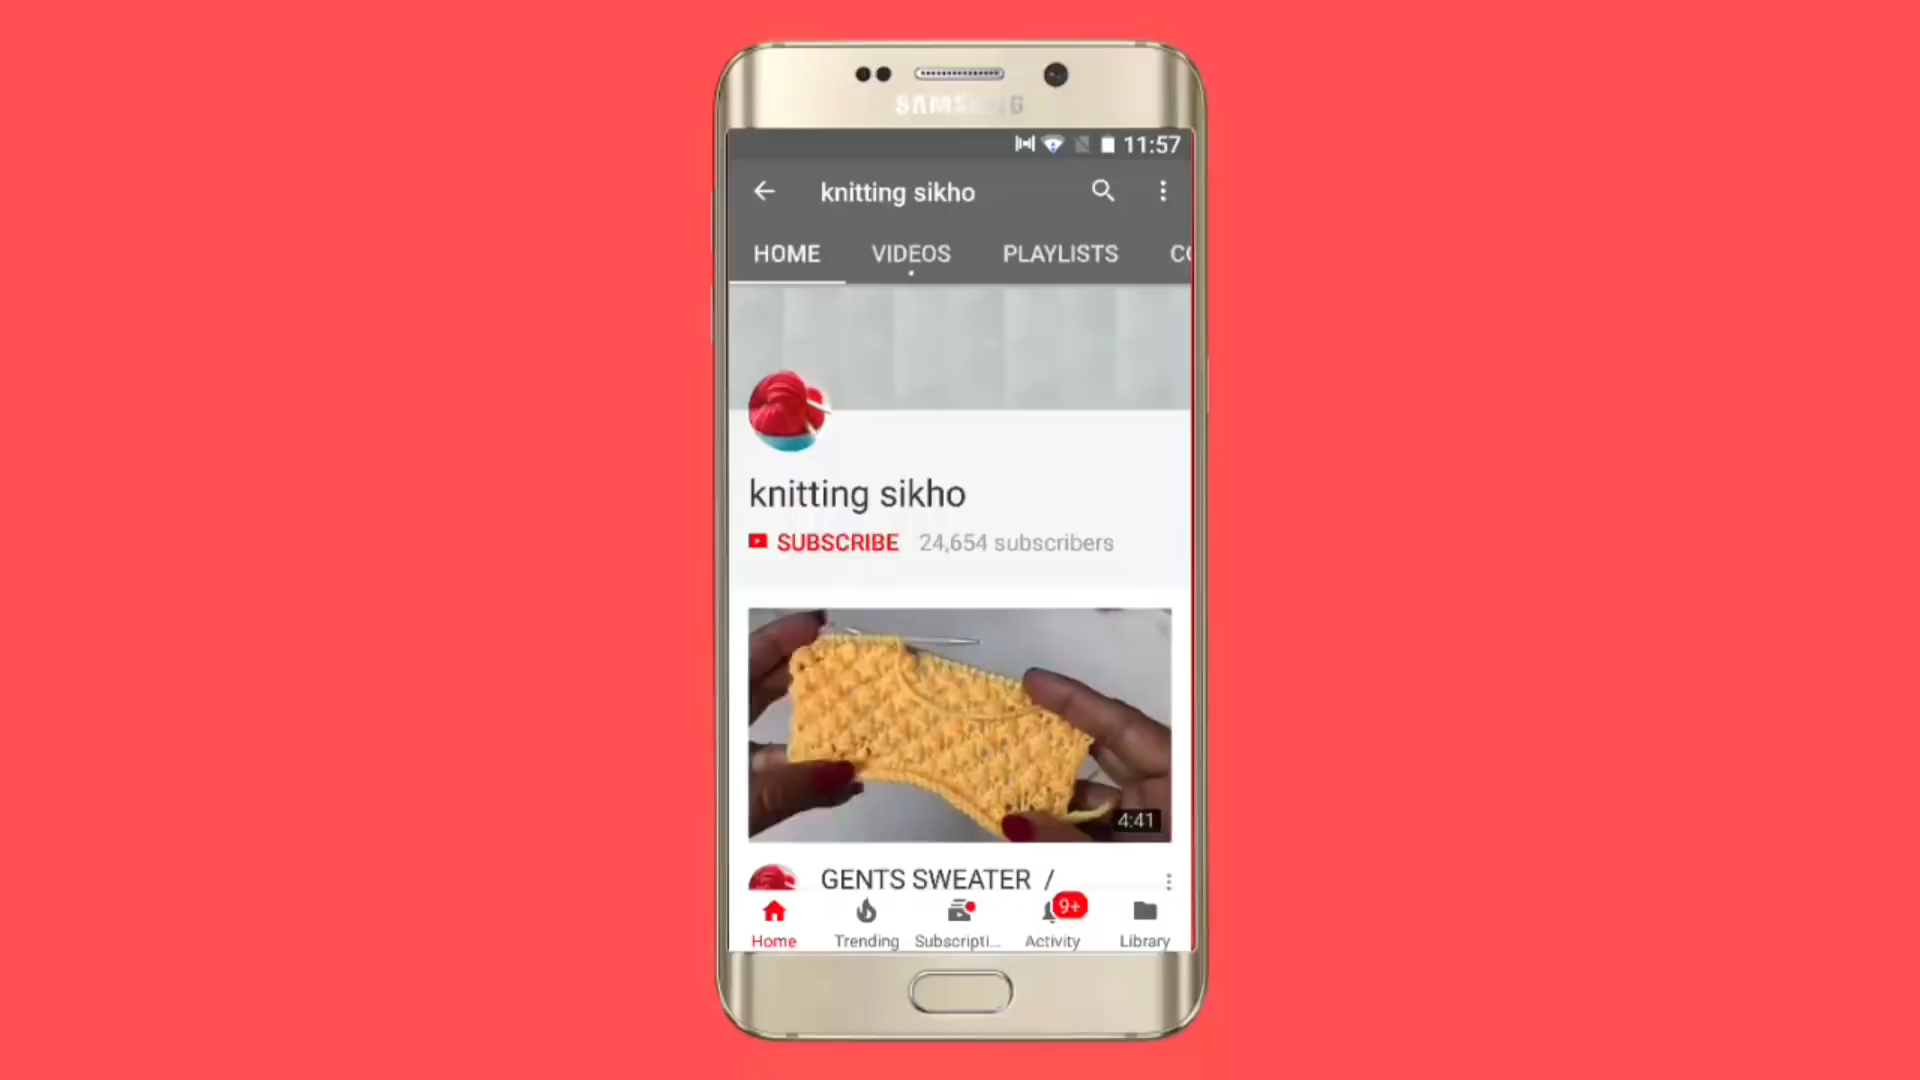 SAMSUNG
11:57
knitting sikho
HOME VIDEOS PLAYLISTS
knitting sikho
SUBSCRIBE 24,654 subscribers
4:41
GENTS SWEATER /
9+
Home Trending Subscripti... Activity Library